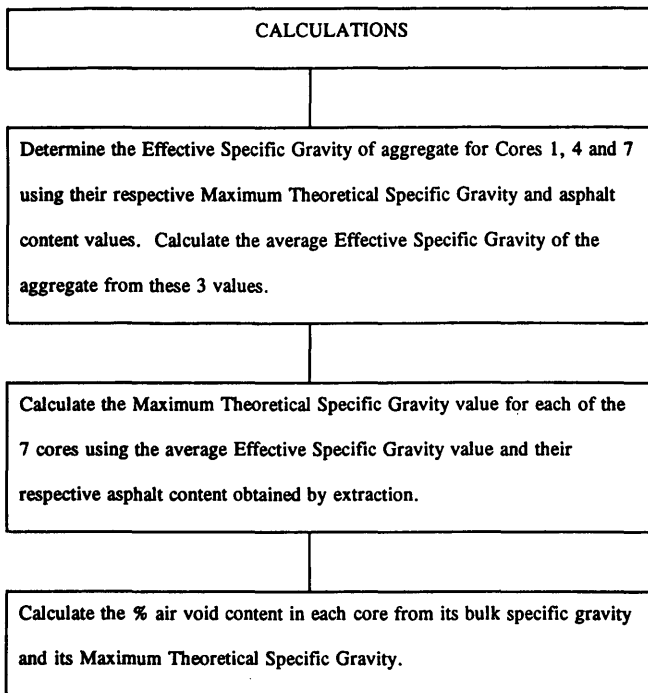 CALCULATIONS
Determine the Effective Specific Gravity of aggregate for Cores 1, 4 and 7
using their respective Maximum Theoretical Specific Gravity and asphalt
content values. Calculate the average Effective Specific Gravity of the
aggregate from these 3 values.
Calculate the Maximum Theoretical Specific Gravity value for each of the
7 cores using the average Effective Specific Gravity value and their
respective asphalt content obtained by extraction.
Calculate the % air void content in each core from its bulk specific gravity
and its Maximum Theoretical Specific Gravity.